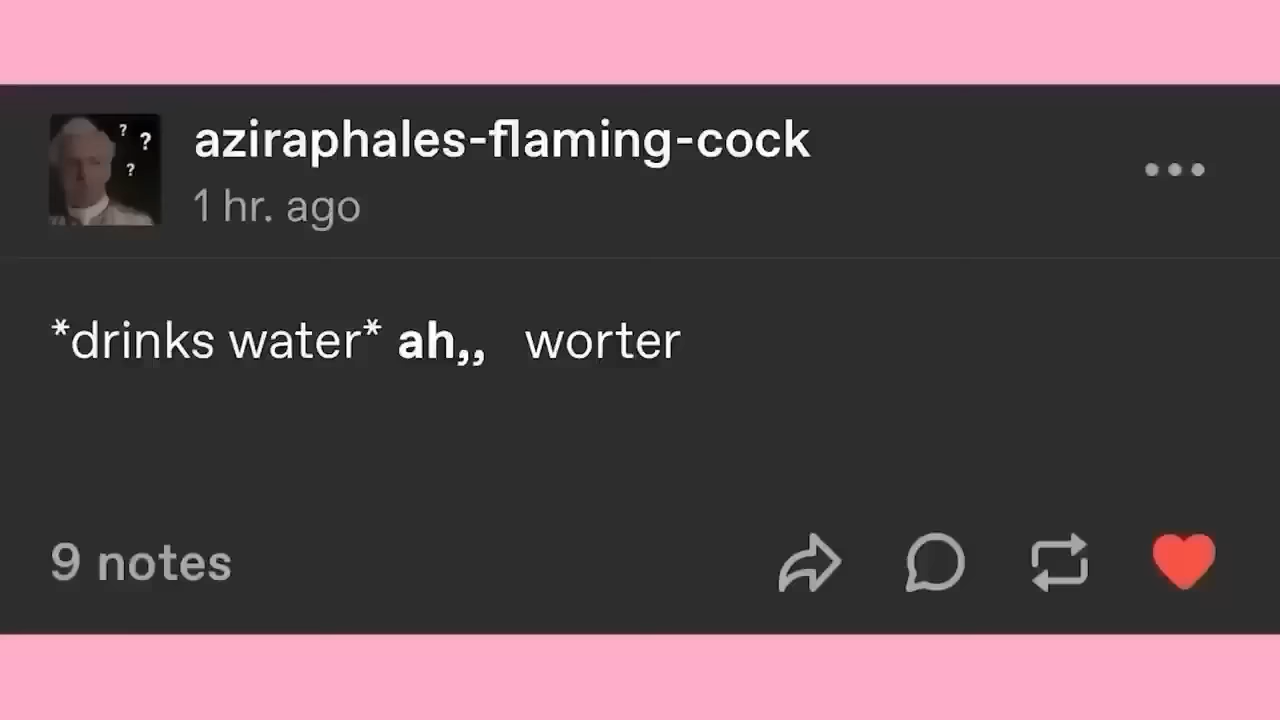 ? ?
?
aziraphales-flaming-cock
1 hr. ago
*drinks water* ah,, worter
9 notes